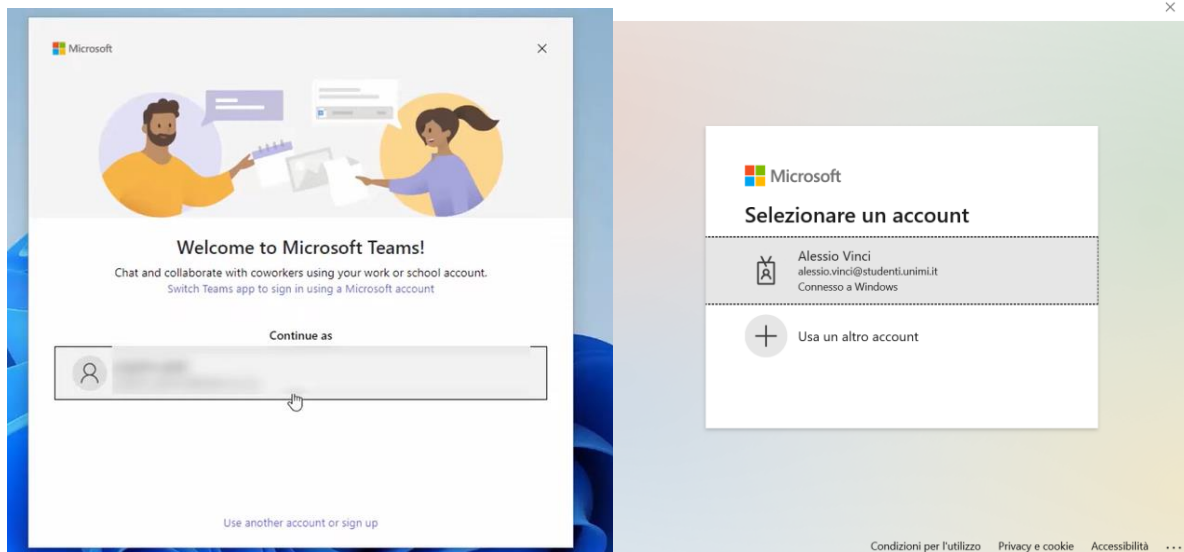 Microsoft
Welcome to Microsoft Teams!
Chat and collaborate with coworkers using your work or school account.
Switch Teams app to sign in using a Microsoft account
Continue as
Use another account or sign up
Microsoft
Selezionare un account
Alessio Vinci
alessio.vinci@studenti.unimi.it
Connesso a Windows
Usa un altro account
Condizioni per l'utilizzo Privacy e cookie Accessibilità ...